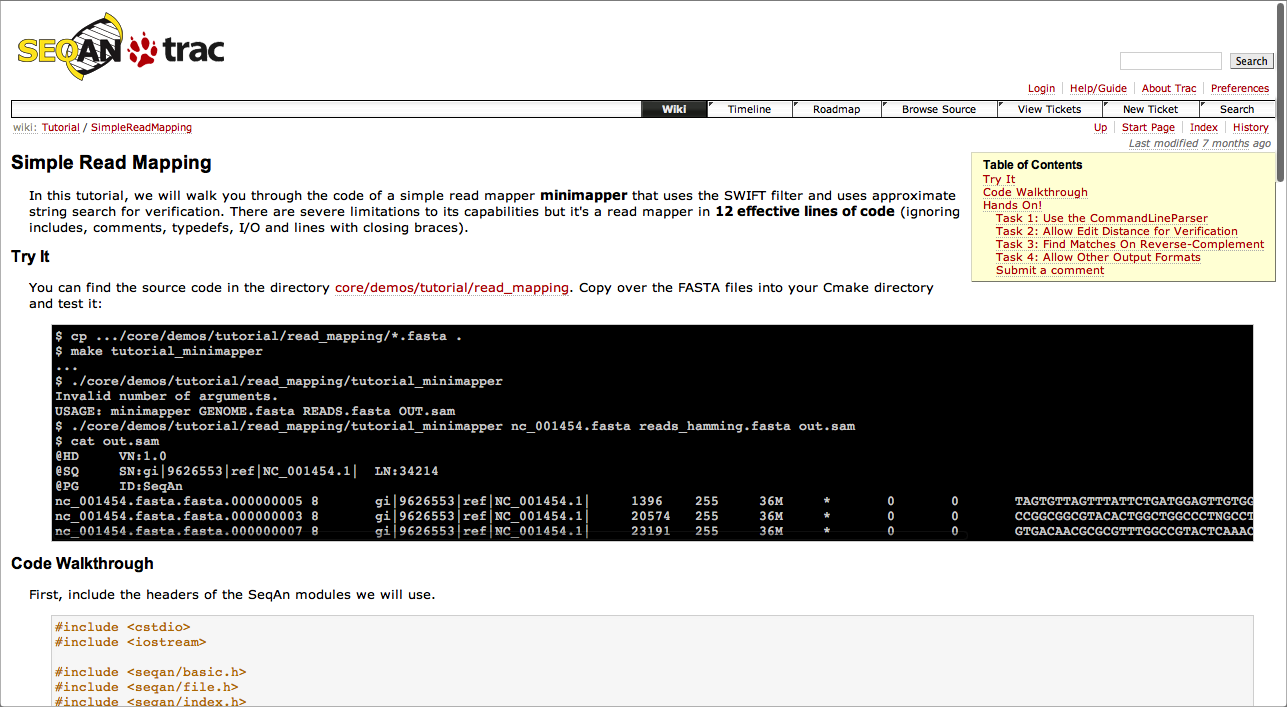 SEQAN trac
Search
Login Help/Guide About Trac Preferences
Wiki Timeline Roadmap Browse Source View Tickets New Ticket Search
wiki: Tutorial / SimpleReadMapping
Up Start Page Index History
Last modified 7 months ago
Simple Read Mapping
In this tutorial, we will walk you through the code of a simple read mapper minimapper that uses the SWIFT filter and uses approximate
string search for verification. There are severe limitations to its capabilities but it's a read mapper in 12 effective lines of code (ignoring
includes, comments, typedefs, I/O and lines with closing braces).
Table of Contents
Try It
Code Walkthrough
Hands On!
Task 1: Use the CommandLineParser
Task 2: Allow Edit Distance for Verification
Task 3: Find Matches On Reverse-Complement
Task 4: Allow Other Output Formats
Submit a comment
Try It
You can find the source code in the directory core/demos/tutorial/read_mapping. Copy over the FASTA files into your Cmake directory
and test it:
$ cp .../core/demos/tutorial/read_mapping/*.fasta .
$ make tutorial_minimapper
...
$ ./core/demos/tutorial/read_mapping/tutorial_minimapper
Invalid number of arguments.
USAGE: minimapper GENOME.fasta READS.fasta OUT.sam
$ ./core/demos/tutorial/read_mapping/tutorial_minimapper nc_001454.fasta reads_hamming.fasta out.sam
$ cat out.sam
@HD VN:1.0
@SQ SN:gi|9626553|ref|NC_001454.1| LN:34214
@PG ID:SeqAn
nc_001454.fasta.fasta.000000005 8 gi|9626553|ref|NC_001454.1| 1396 255 36M * 0 0 TAGTGTTAGTTTATTCTGATGGAGTTGTGG
nc_001454.fasta.fasta.000000003 8 gi|9626553|ref|NC_001454.1| 20574 255 36M * 0 0 CCGGCGGCGTACACTGGCTGGCCCTNGCCT
nc_001454.fasta.fasta.000000007 8 gi|9626553|ref|NC_001454.1| 23191 255 36M * 0 0 GTGACAACGCGCGTTTGGCCGTACTCAAAC
Code Walkthrough
First, include the headers of the SeqAn modules we will use.
#include <cstdio>
#include <iostream>
#include <seqan/basic.h>
#include <seqan/file.h>
#include <seqan/index.h>